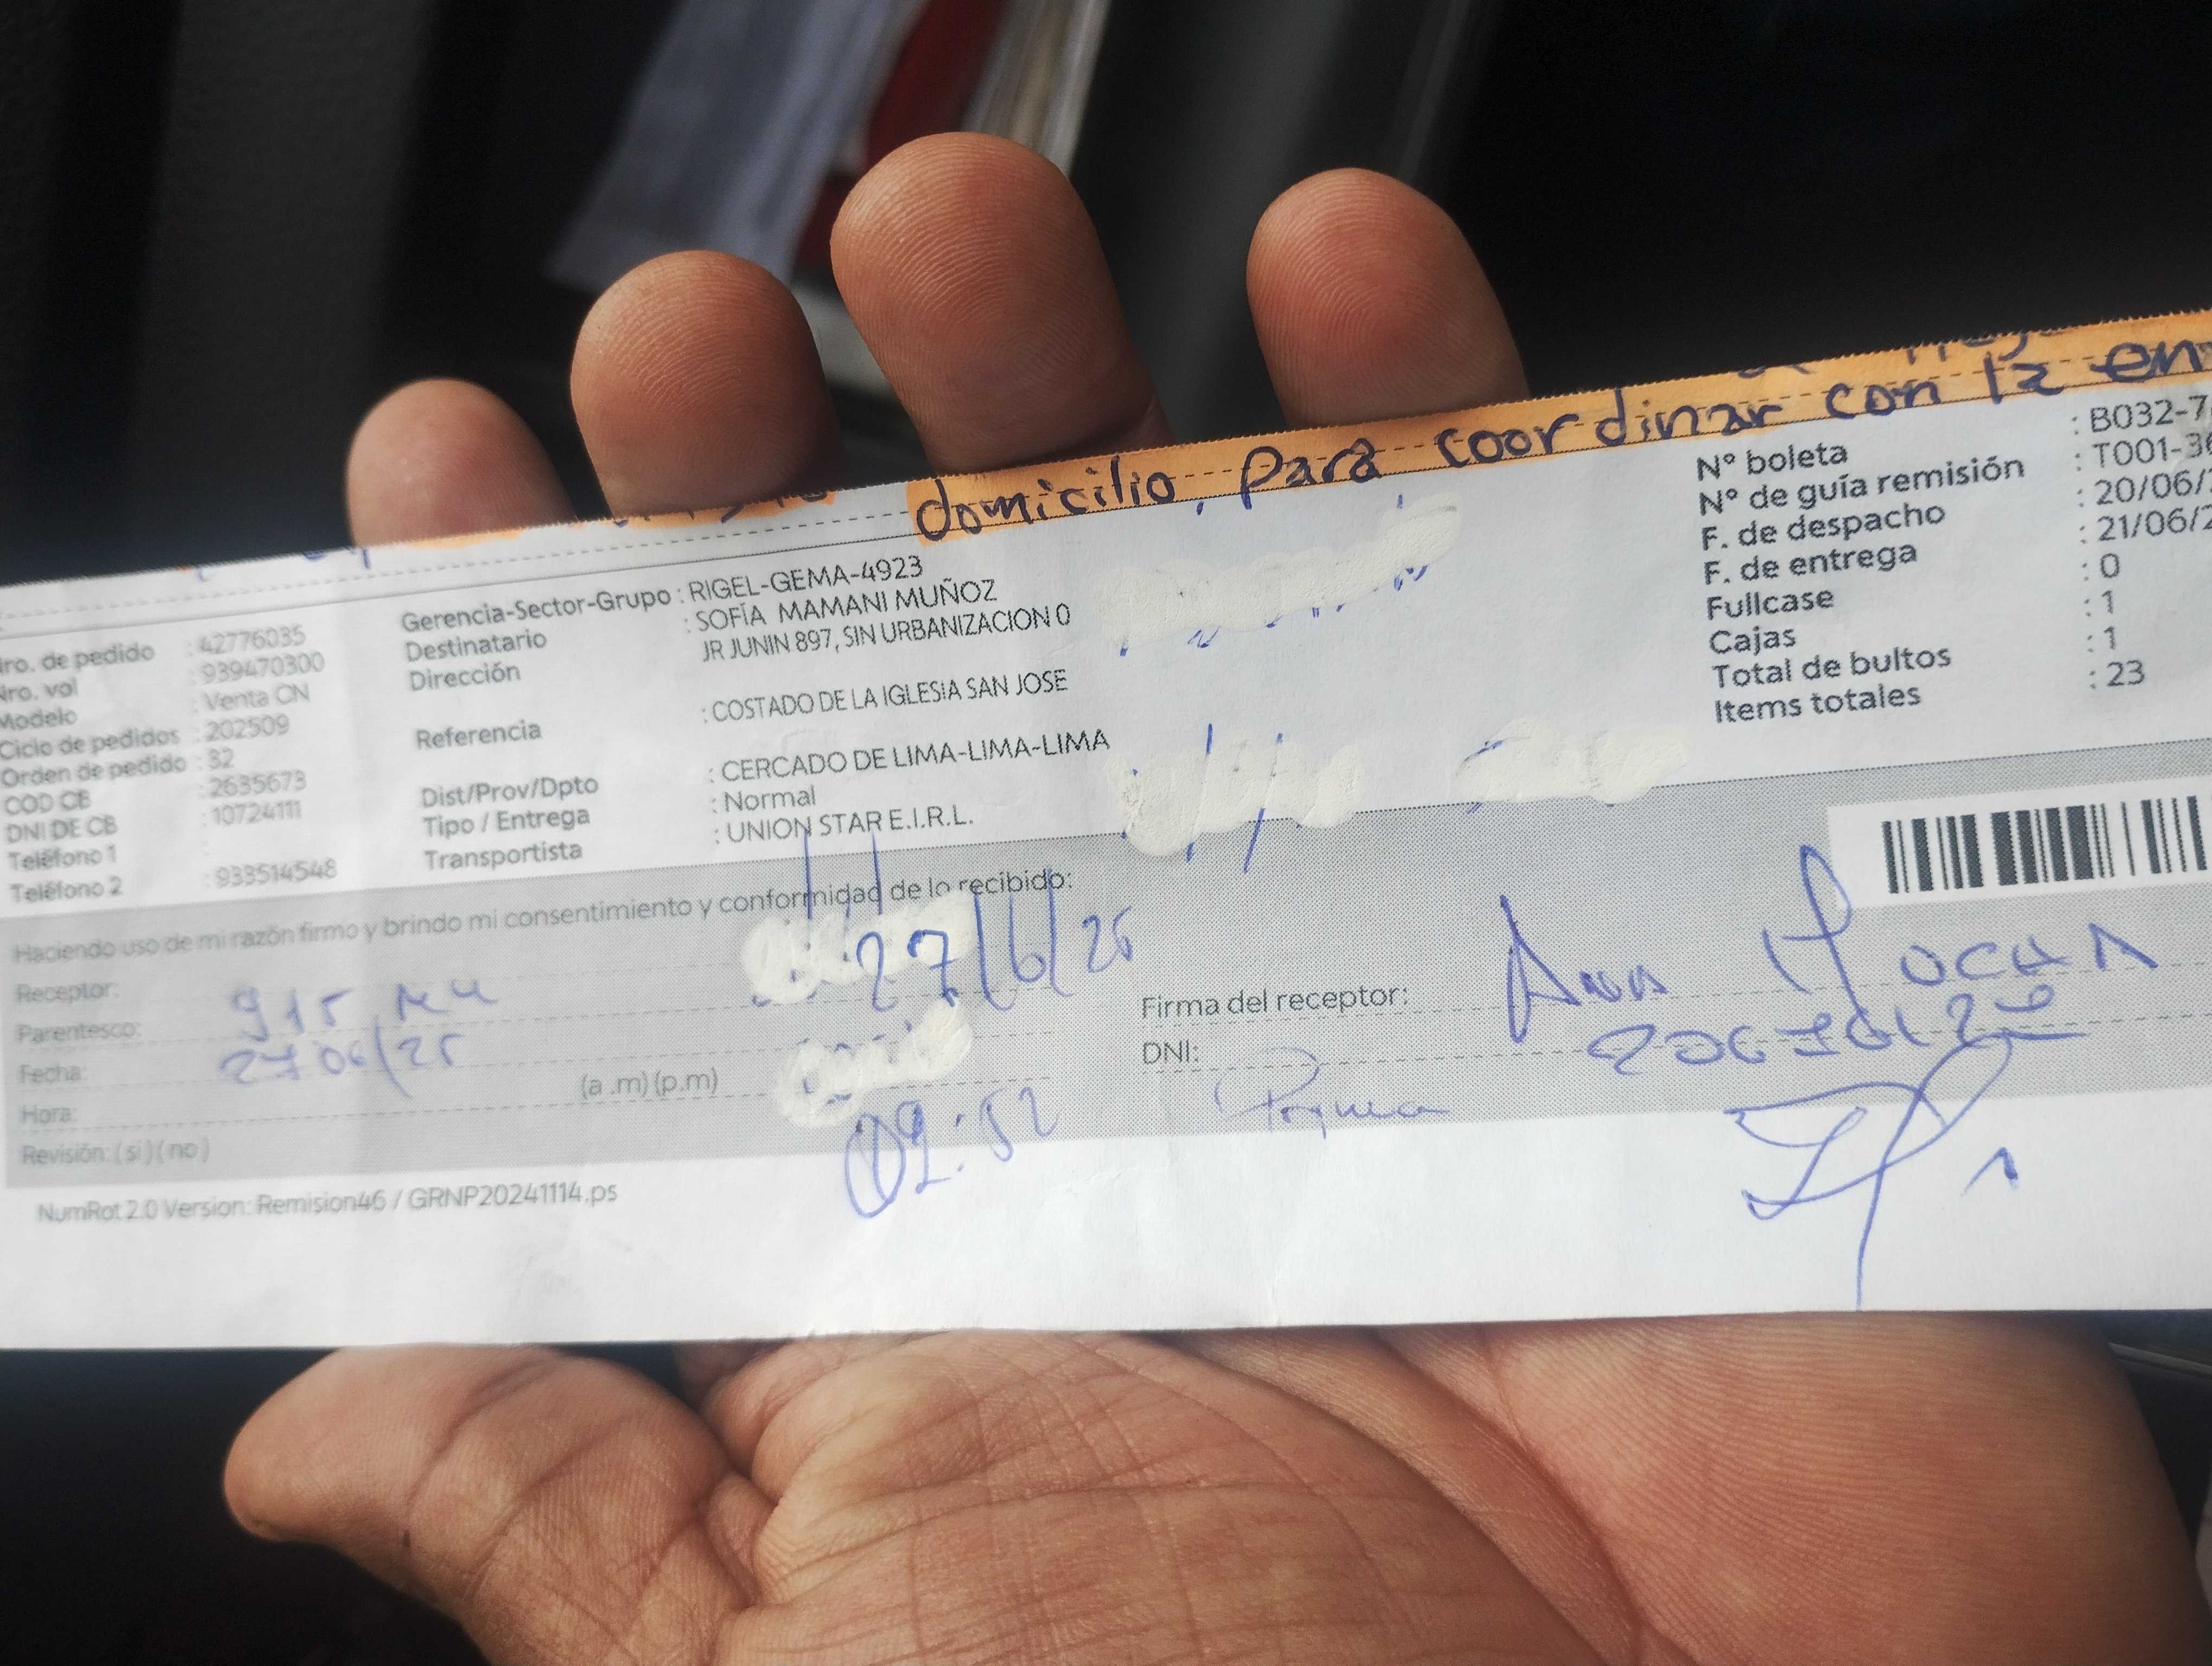 domicilio. Para coordinar con la en
Nro. de pedido : 42776035
Nro. vol : 939470300
Modelo : Venta CN
Ciclo de pedidos : 202509
Orden de pedido : 32
COD CB : 2635673
DNI DE CB : 10724111
Teléfono 1 :
Teléfono 2 : 933514548
Gerencia-Sector-Grupo : RIGEL-GEMA-4923
Destinatario : SOFÍA MAMANI MUÑOZ
Dirección JR JUNIN 897, SIN URBANIZACION 0
Referencia : COSTADO DE LA IGLESIA SAN JOSE
Dist/Prov/Dpto : CERCADO DE LIMA-LIMA-LIMA
Tipo / Entrega : Normal
Transportista : UNION STAR E.I.R.L.
N° boleta : B032-7
N° de guía remisión : T001-36
F. de despacho : 20/06/
F. de entrega : 21/06/2
Fullcase : 0
Cajas : 1
Total de bultos : 1
Items totales : 23
Haciendo uso de mi razón firmo y brindo mi consentimiento y conformidad de lo recibido:
Receptor:
27/6/25
Parentesco:
Fecha: 27 06/25
Hora: (a .m) (p.m)
09:52
Revisión: ( si ) ( no )
Firma del receptor: Ana
DNI:
NumRot 2.0 Version: Remision46 / GRNP20241114.ps